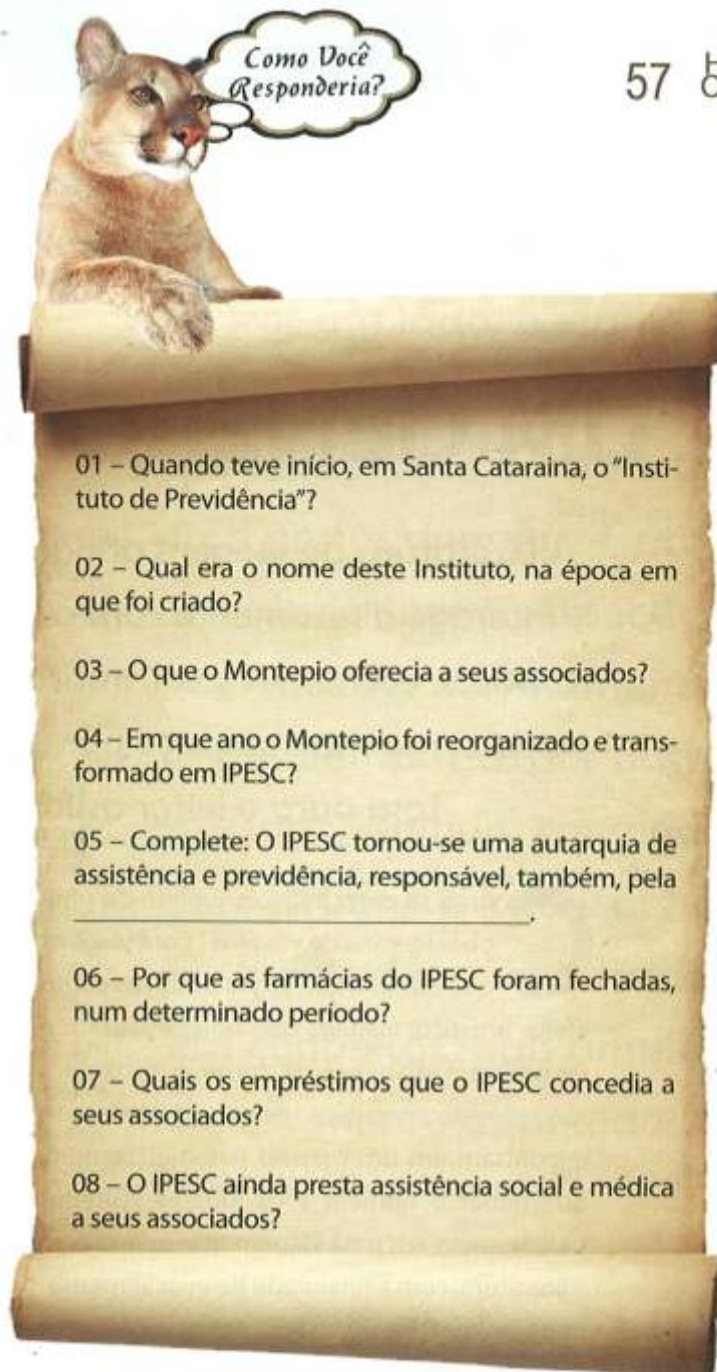 Como Você
Responderia?
57
01 – Quando teve início, em Santa Cataraina, o "Insti-
tuto de Previdência"?
02 – Qual era o nome deste Instituto, na época em
que foi criado?
03 – O que o Montepio oferecia a seus associados?
04 – Em que ano o Montepio foi reorganizado e trans-
formado em IPESC?
05 – Complete: O IPESC tornou-se uma autarquia de
assistência e previdência, responsável, também, pela
______________________________.
06 – Por que as farmácias do IPESC foram fechadas,
num determinado período?
07 – Quais os empréstimos que o IPESC concedia a
seus associados?
08 – O IPESC ainda presta assistência social e médica
a seus associados?